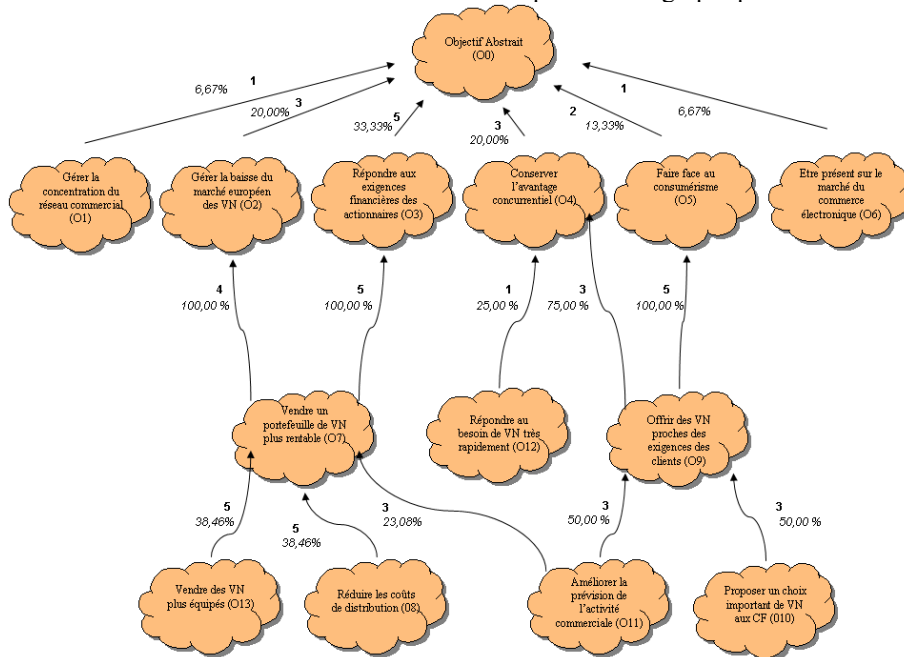 Objectif Abstrait
(O0)
1
6,67%
3
20,00%
5
33,33%
3
20,00%
2
13,33%
1
6,67%
Gérer la
concentration du
réseau commercial
(O1)
Gérer la baisse du
marché européen
des VN (O2)
Répondre aux
exigences
financières des
actionnaires (O3)
Conserver
l'avantage
concurrentiel (O4)
Faire face au
consumérisme
(O5)
Etre présent sur le
marché du
commerce
électronique (O6)
4
100,00 %
5
100,00 %
1
25,00 %
3
75,00 %
5
100,00 %
Vendre un
portefeuille de VN
plus rentable (O7)
Répondre au
besoin de VN très
rapidement (O12)
Offrir des VN
proches des
exigences des
clients (O9)
5
38,46%
5
38,46%
3
23,08%
3
50,00 %
3
50,00 %
Vendre des VN
plus équipés (O13)
Réduire les coûts
de distribution (08)
Améliorer la
prévision de
l'activité
commerciale (O11)
Proposer un choix
important de VN
aux CF (010)